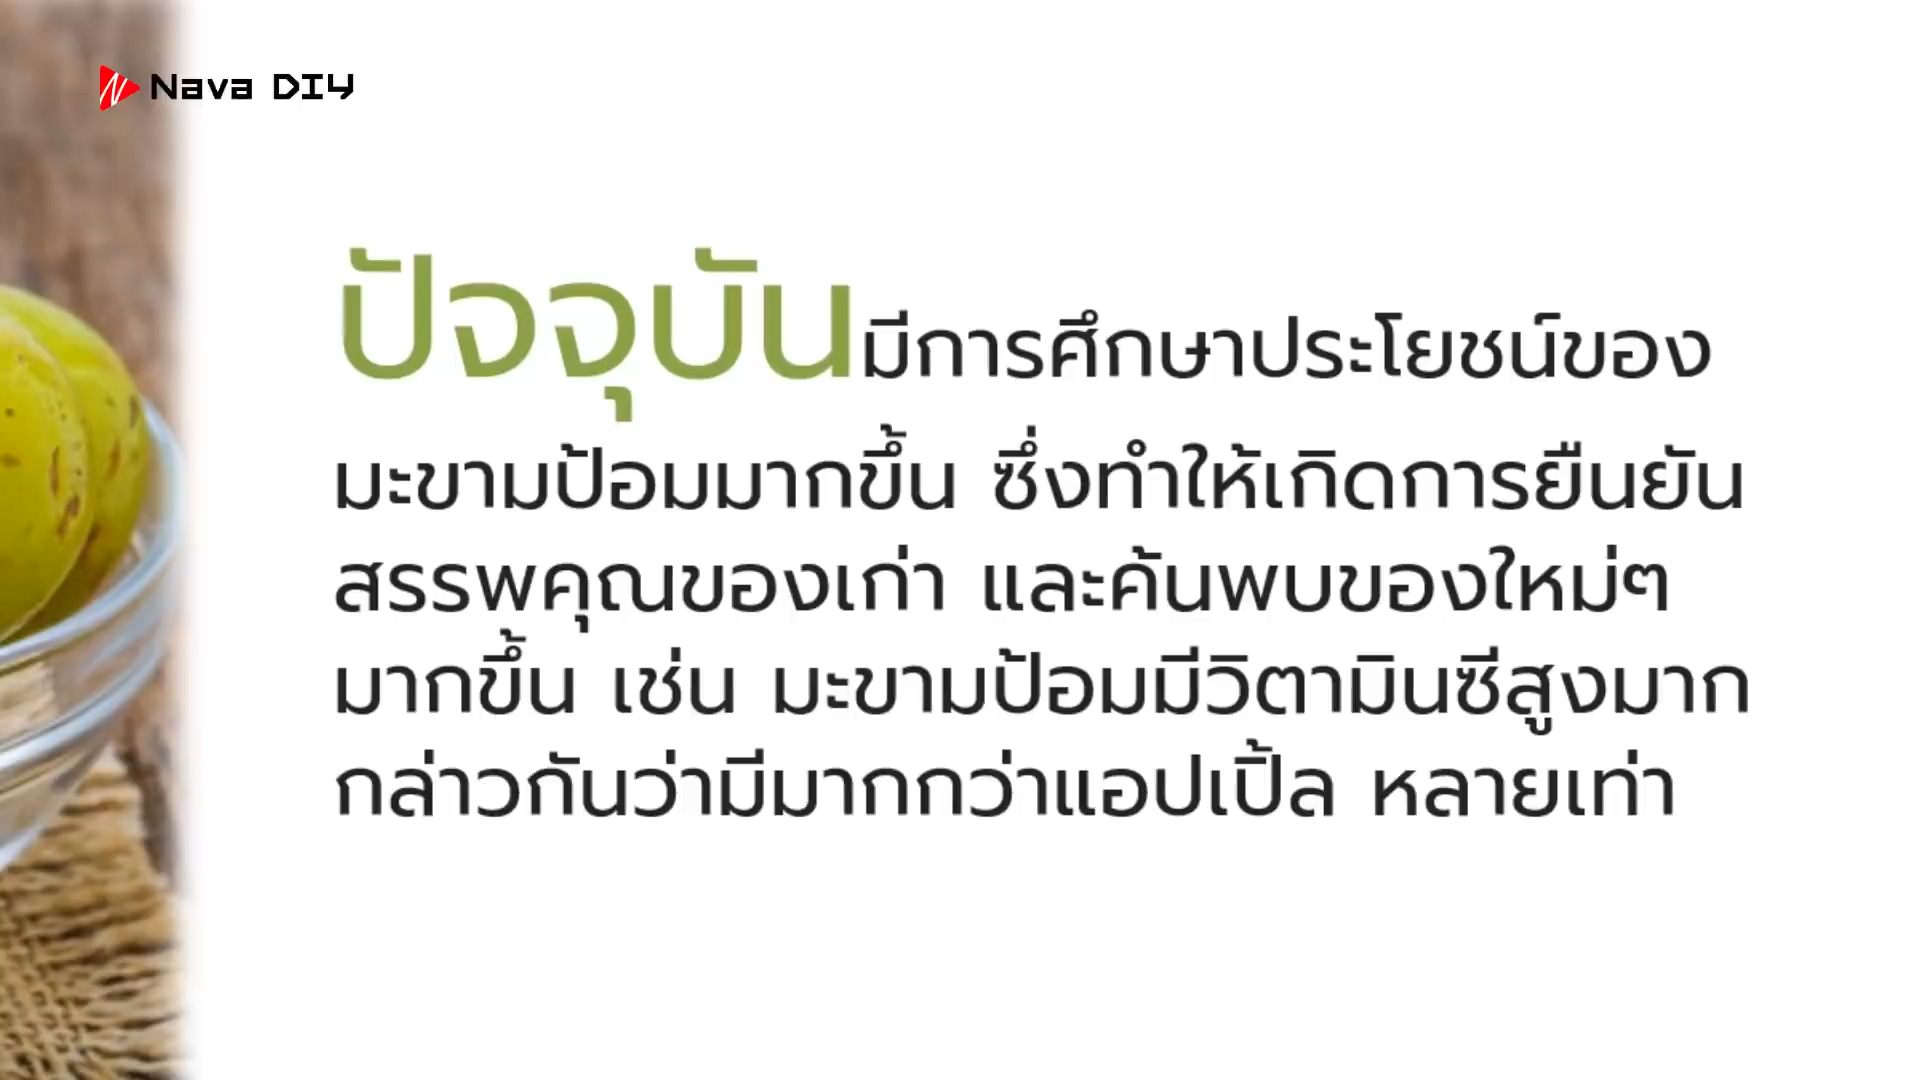 Nava DIY
ปัจจุบันมีการศึกษาประโยชน์ของ
มะขามป้อมมากขึ้น ซึ่งทำให้เกิดการยืนยัน
สรรพคุณของเก่า และค้นพบของใหม่ๆ
มากขึ้น เช่น มะขามป้อมมีวิตามินซีสูงมาก
กล่าวกันว่ามีมากกว่าแอปเปิ้ล หลายเท่า